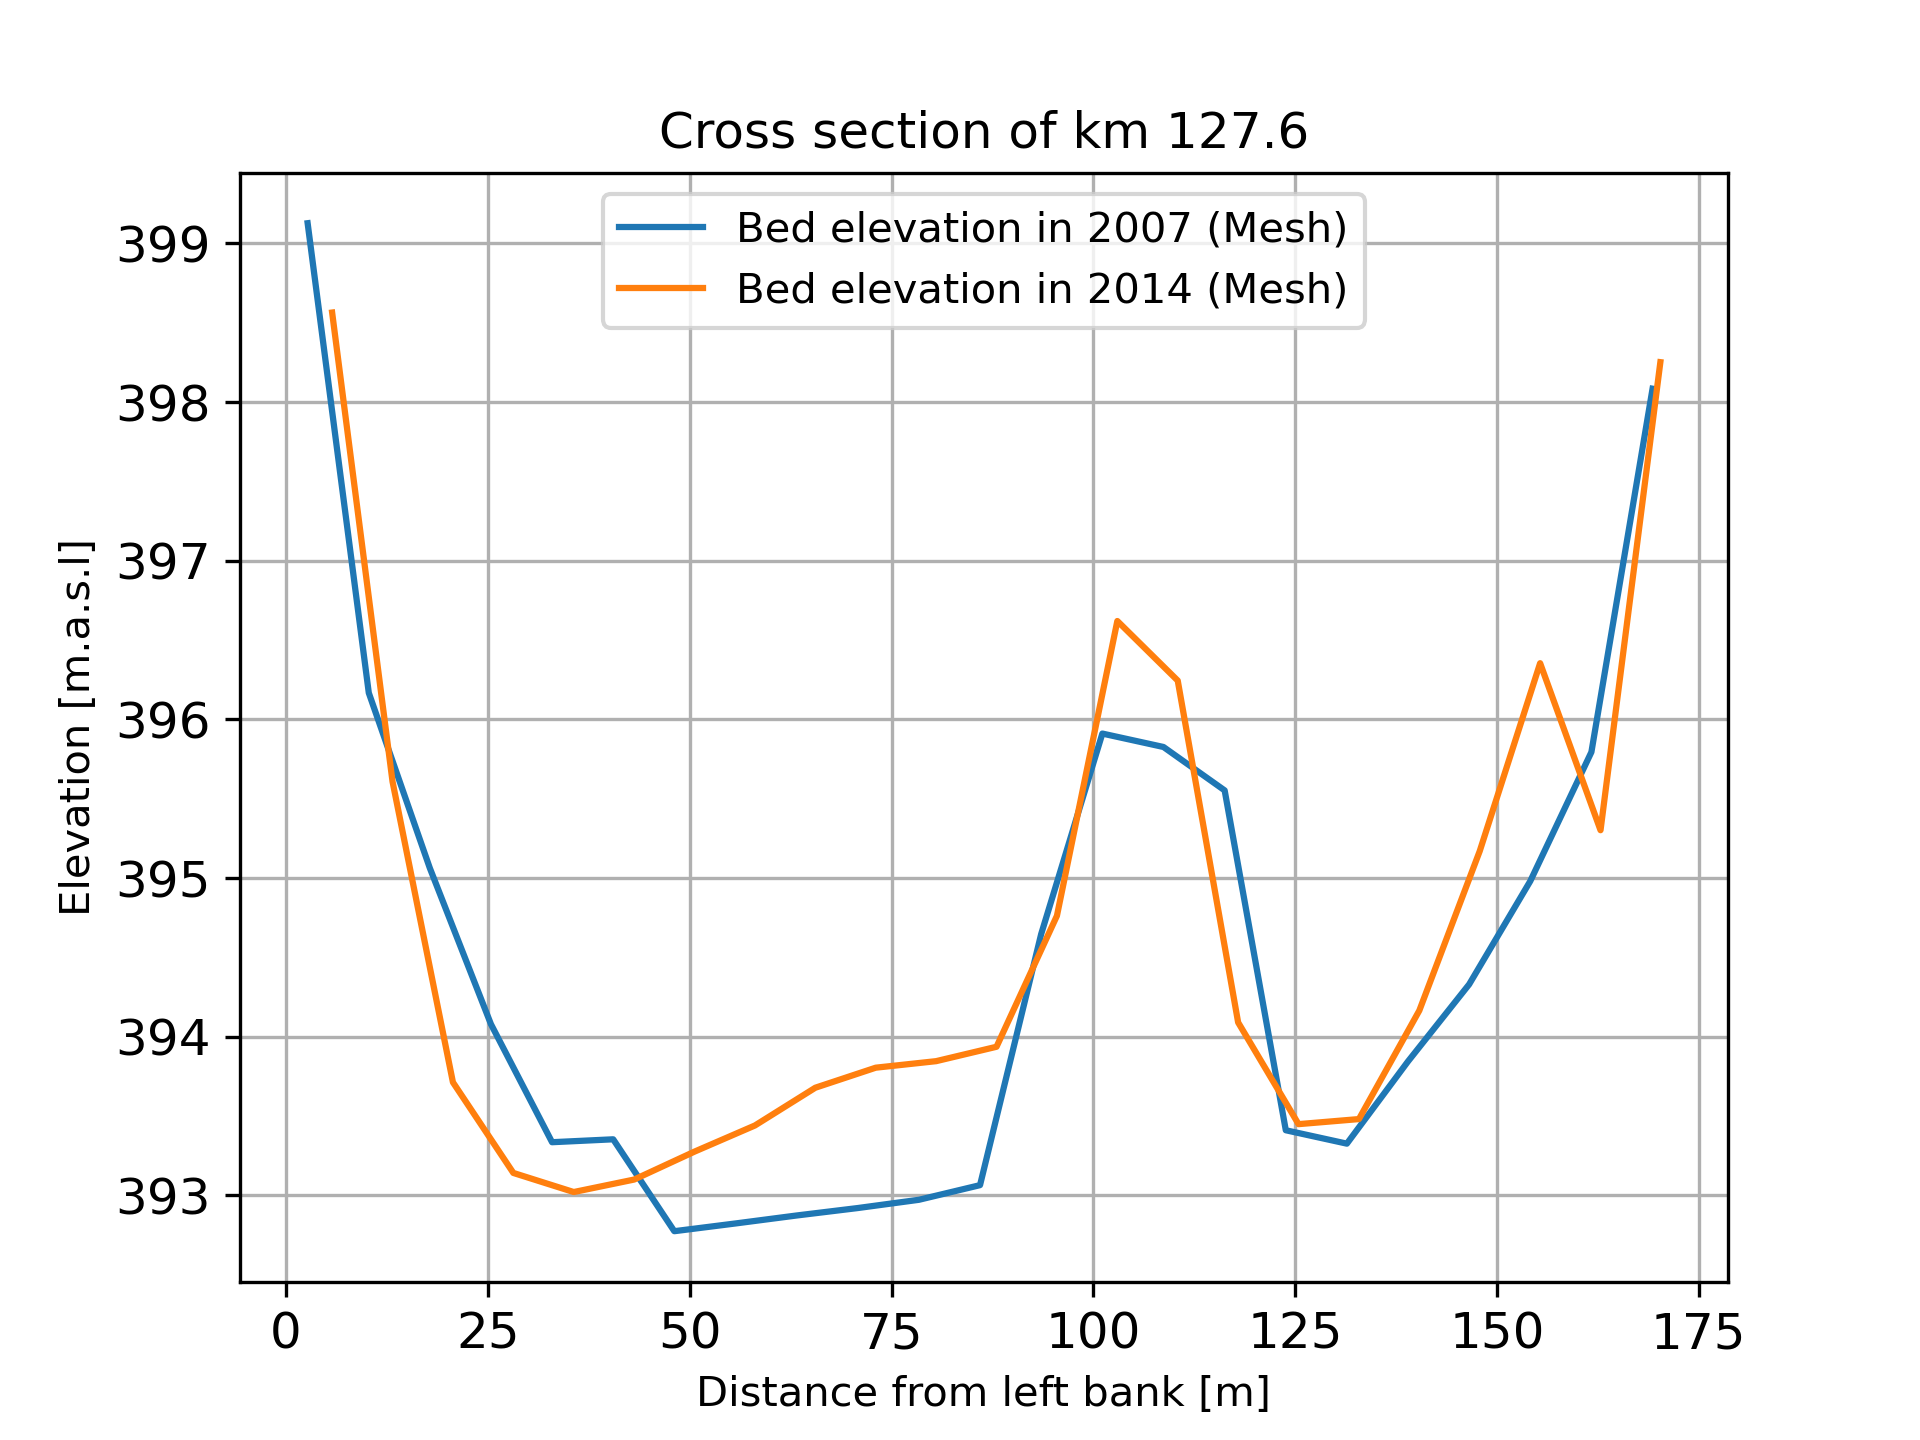 Cross section of km 127.6
Bed elevation in 2007 (Mesh)
Bed elevation in 2014 (Mesh)
399
398
397
396
395
394
393
Elevation [m.a.s.l]
0 25 50 75 100 125 150 175
Distance from left bank [m]